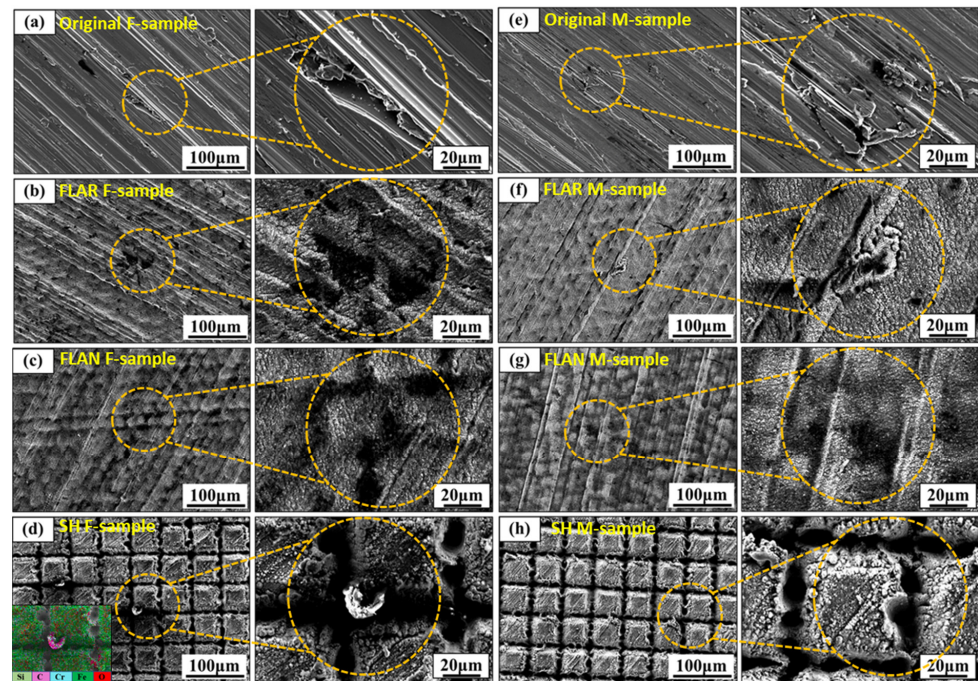 (a) Original F-sample
100μm
20μm
(e) Original M-sample
100μm
20μm
(b) FLAR F-sample
100μm
20μm
(f) FLAR M-sample
100μm
20μm
(c) FLAN F-sample
100μm
20μm
(g) FLAN M-sample
100μm
20μm
(d) SH F-sample
Si C Cr Fe O
100μm
20μm
(h) SH M-sample
100μm
20μm